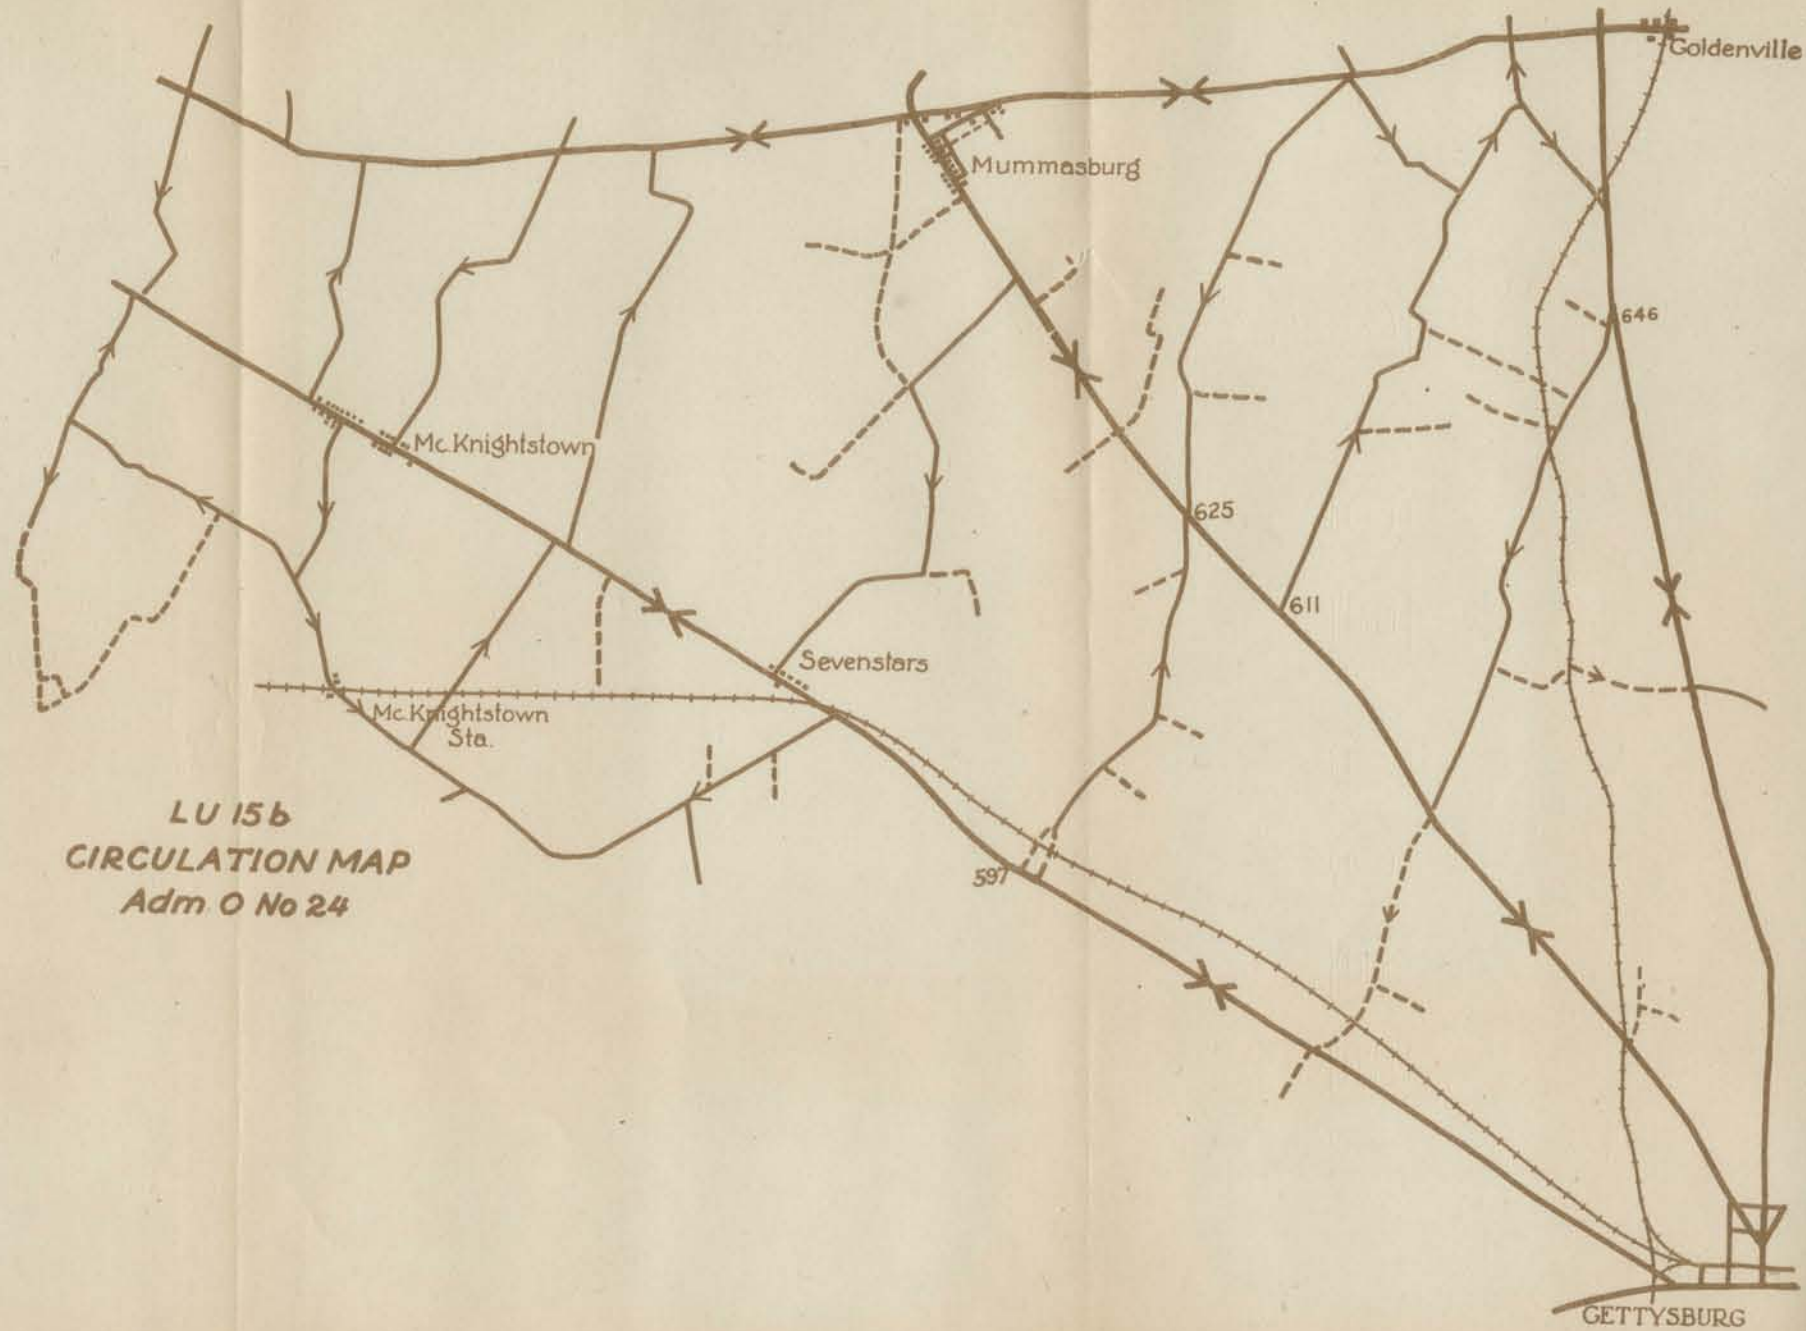 Goldenville
Mummasburg
646
Mc.Knightstown
625
611
Sevenstars
Mc.Knightstown
Sta.
LU 15b
CIRCULATION MAP
Adm O No 24
597
GETTYSBURG